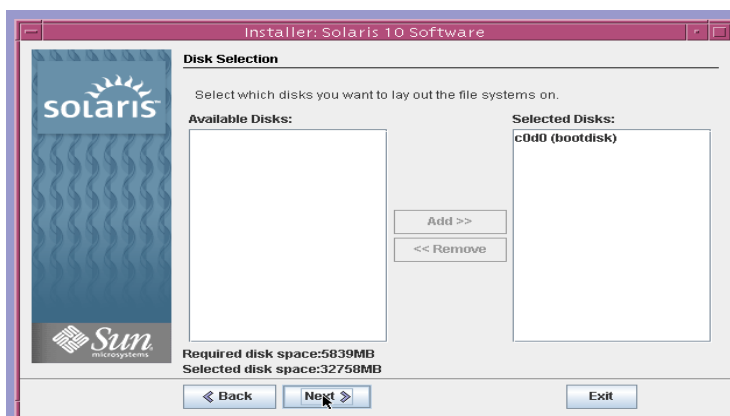 Installer: Solaris 10 Software
solaris
Disk Selection
Select which disks you want to lay out the file systems on.
Available Disks:
Selected Disks:
c0d0 (bootdisk)
Add >>
<< Remove
Sun
microsystems
Required disk space:5839MB
Selected disk space:32758MB
Back
Next
Exit